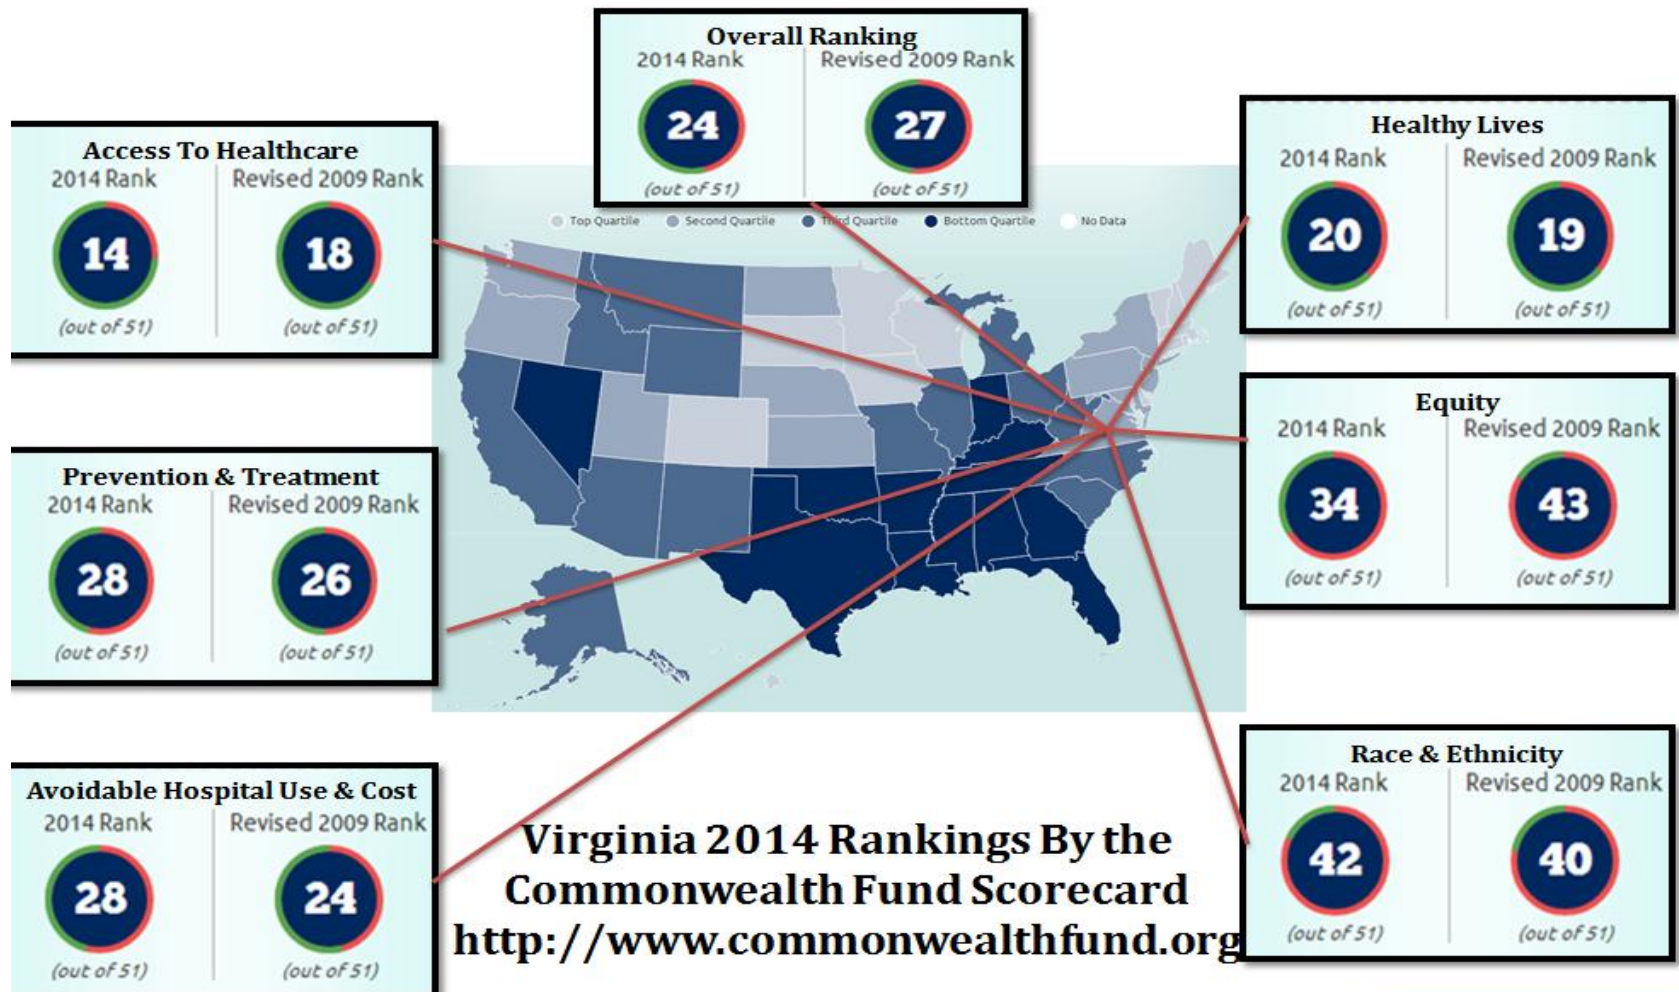 Overall Ranking
2014 Rank
Revised 2009 Rank
24
27
(out of 51)
(out of 51)
Access To Healthcare
2014 Rank
Revised 2009 Rank
14
18
(out of 51)
(out of 51)
Healthy Lives
2014 Rank
Revised 2009 Rank
20
19
(out of 51)
(out of 51)
Top Quartile
Second Quartile
Third Quartile
Bottom Quartile
No Data
Prevention & Treatment
2014 Rank
Revised 2009 Rank
28
26
(out of 51)
(out of 51)
Equity
2014 Rank
Revised 2009 Rank
34
43
(out of 51)
(out of 51)
Avoidable Hospital Use & Cost
2014 Rank
Revised 2009 Rank
28
24
(out of 51)
(out of 51)
Race & Ethnicity
2014 Rank
Revised 2009 Rank
42
40
(out of 51)
(out of 51)
Virginia 2014 Rankings By the
Commonwealth Fund Scorecard
http://www.commonwealthfund.org